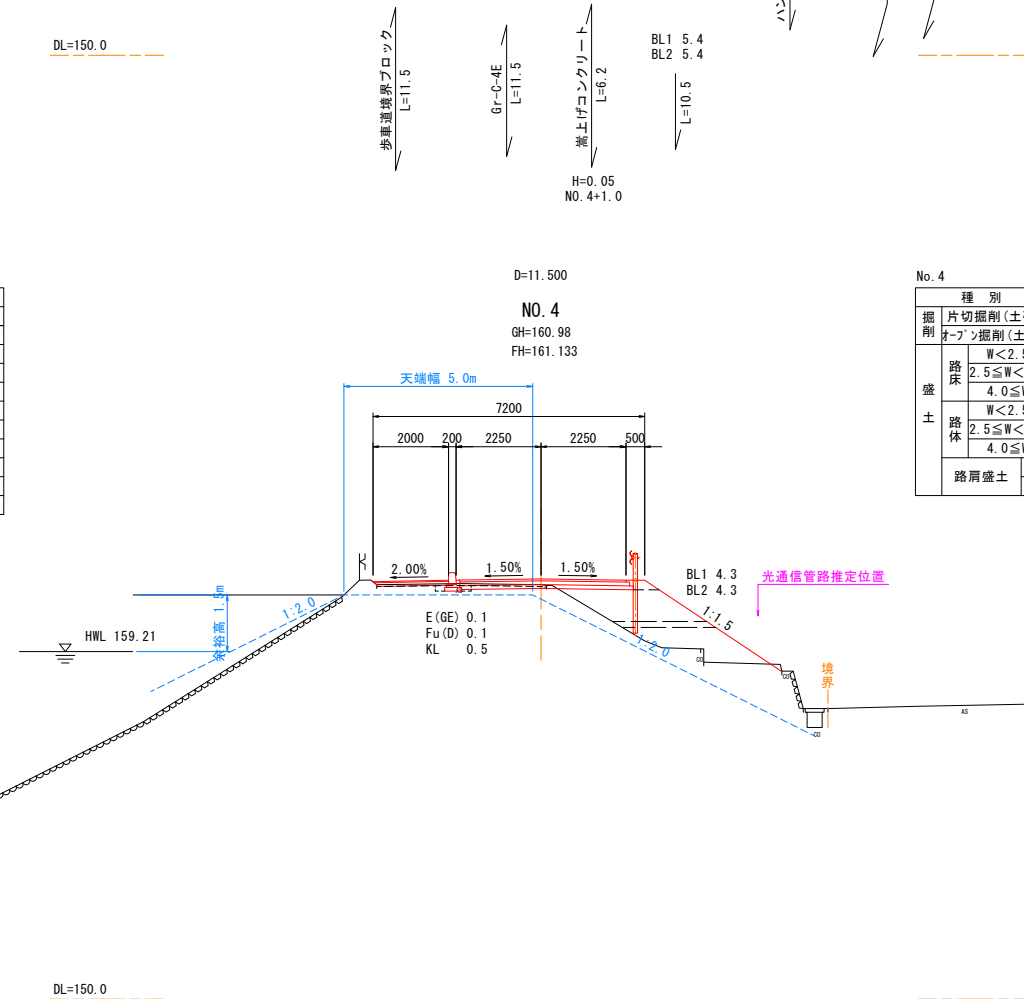 DL=150.0
歩車道境界ブロック
L=11.5
Gr-C-4E
L=11.5
嵩上げコンクリート
L=6.2
H=0.05
NO.4+1.0
BL1 5.4
BL2 5.4
L=10.5
D=11.500
NO.4
GH=160.98
FH=161.133
天端幅 5.0m
7200
2000 200 2250 2250 500
2.00% 1.50% 1.50%
BL1 4.3
BL2 4.3
光通信管路推定位置
1:2.0
余裕高 1.5m
HWL 159.21
E(GE) 0.1
Fu(D) 0.1
KL 0.5
1:1.5
1:2.0
CO
CO
CO
境界
AS
No.4
種 別
掘削
片切掘削(土
オープン掘削(土
盛土
路床
W<2.5
2.5≦W<
4.0≦W
路体
W<2.5
2.5≦W<
4.0≦W
路肩盛土
DL=150.0